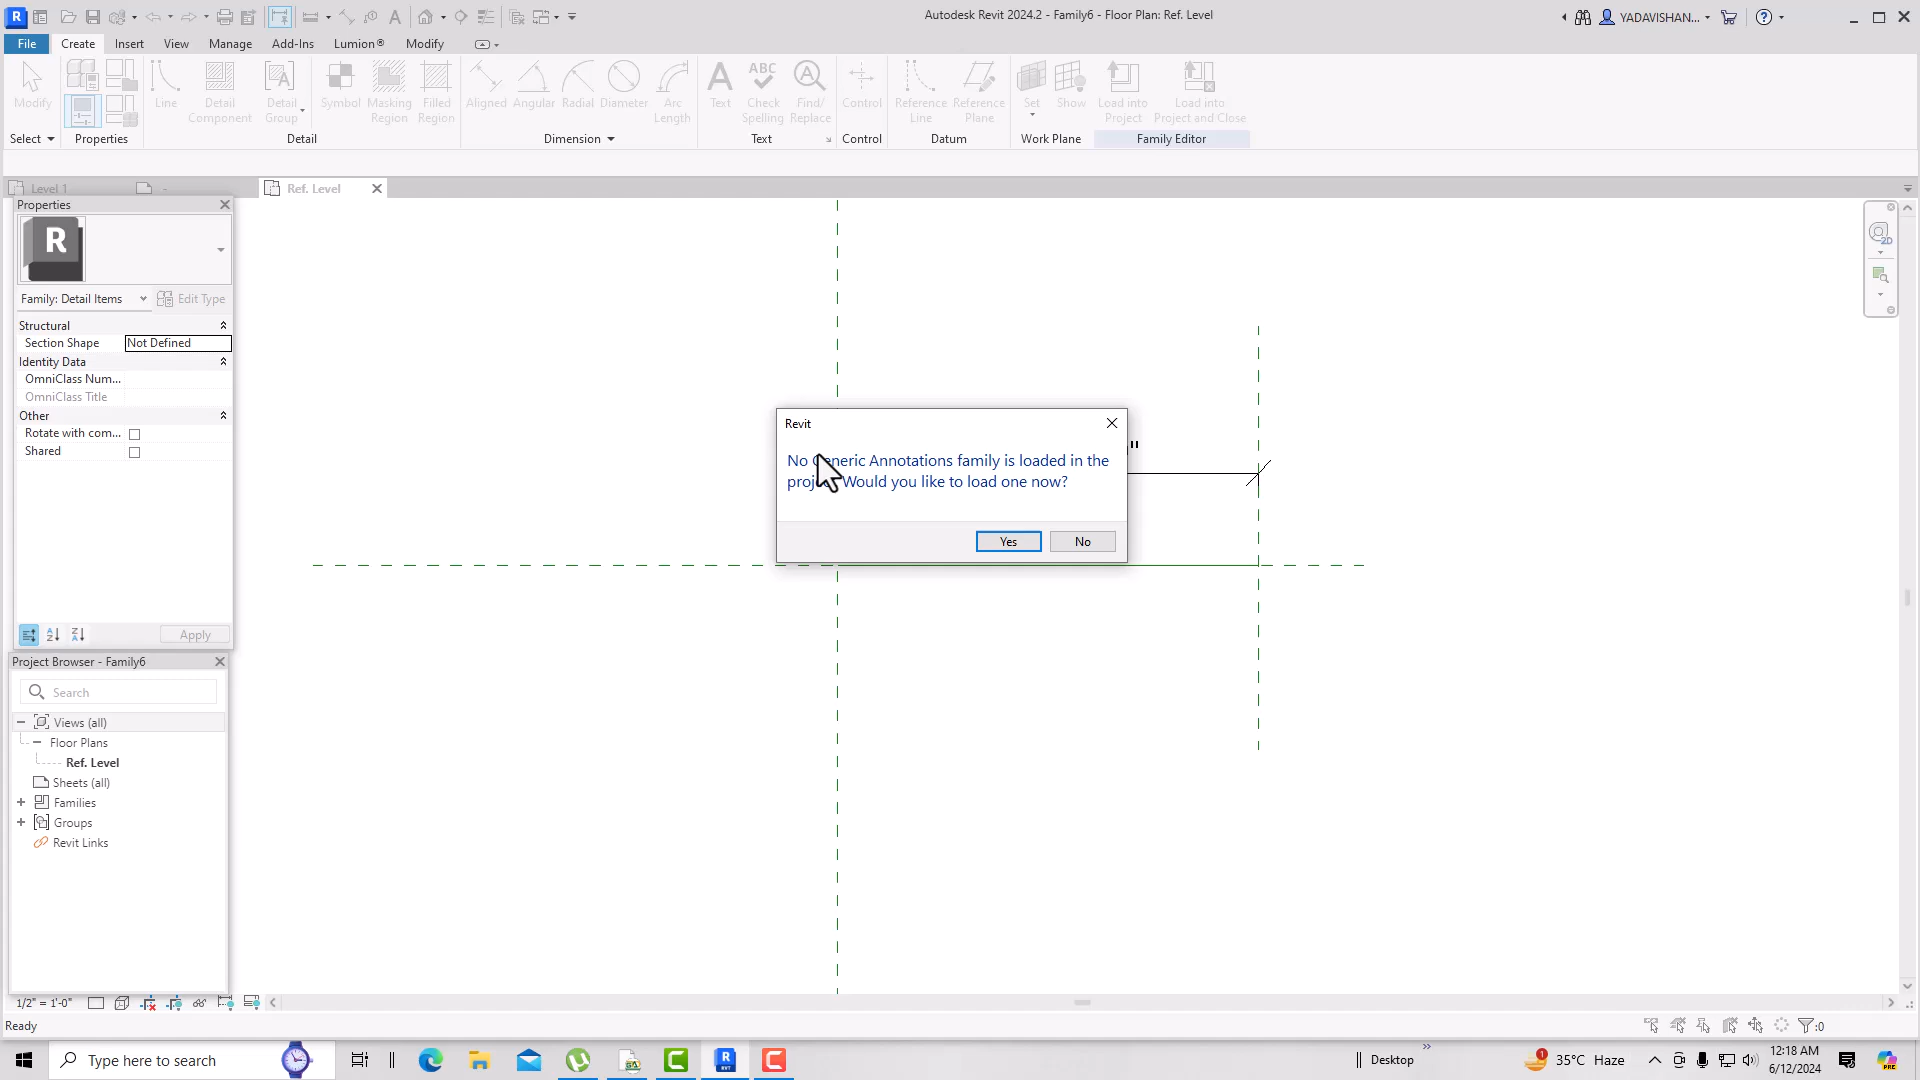 Autodesk Revit 2024.2 - Family6 - Floor Plan: Ref. Level
YADAVISHAN...
File Create Insert View Manage Add-Ins Lumion® Modify
Modify
Line
Detail Component
Detail Group
Symbol
Masking Region
Filled Region
Aligned
Angular
Radial
Diameter
Arc Length
Text
ABC
Check Spelling
Find/ Replace
Control
Reference Line
Reference Plane
Set
Show
Load into Project
Load into Project and Close
Select Properties Detail Dimension Text Control Datum Work Plane Family Editor
Level 1
-
Ref. Level
Properties
R
Family: Detail Items
Edit Type
Structural
Section Shape Not Defined
Identity Data
OmniClass Num...
OmniClass Title
Other
Rotate with com...
Shared
Apply
Project Browser - Family6
Search
Views (all)
Floor Plans
Ref. Level
Sheets (all)
Families
Groups
Revit Links
Revit
No Generic Annotations family is loaded in the
Would you like to load one now?
Yes No
"
2D
1/2" = 1'-0"
Ready
:0
Type here to search
Desktop
35°C Haze
12:18 AM
6/12/2024